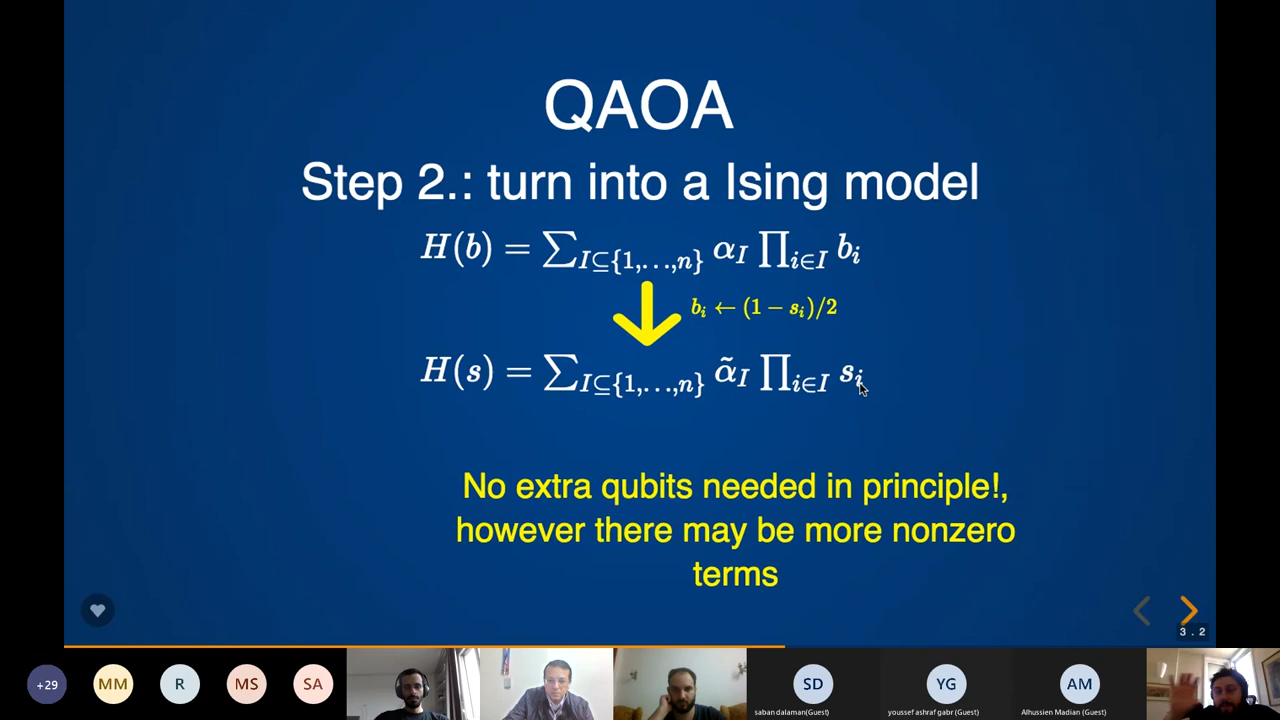 QAOA
Step 2.: turn into a Ising model
H(b) = ∑_{I⊆{1,…,n}} α_I ∏_{i∈I} b_i
b_i ← (1 − s_i)/2
H(s) = ∑_{I⊆{1,…,n}} α̃_I ∏_{i∈I} s_i
No extra qubits needed in principle!,
however there may be more nonzero
terms
3.2
+29
MM
R
MS
SA
SD
YG
AM
saban dalaman(Guest)
youssef ashraf gabr (Guest)
Alhussien Madian (Guest)